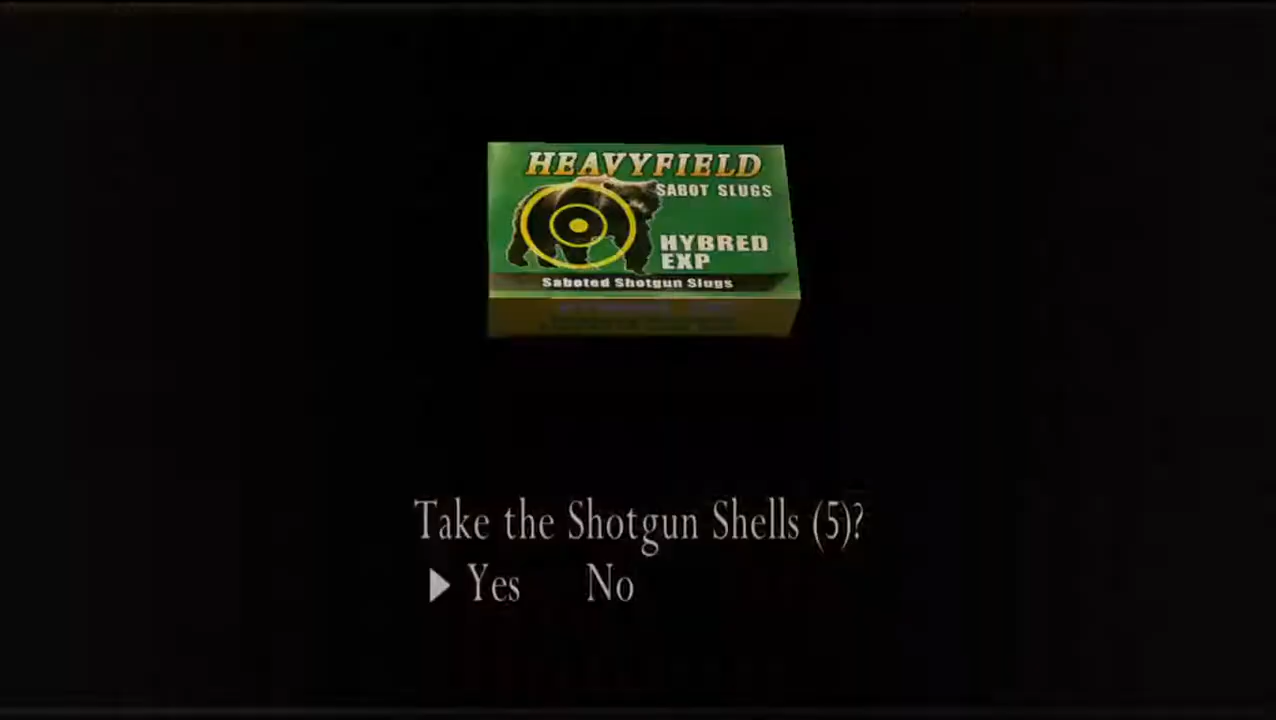 HEAVYFIELD
SABOT SLUGS
HYBRED
EXP
Saboted Shotgun Slugs
Take the Shotgun Shells (5)?
Yes No